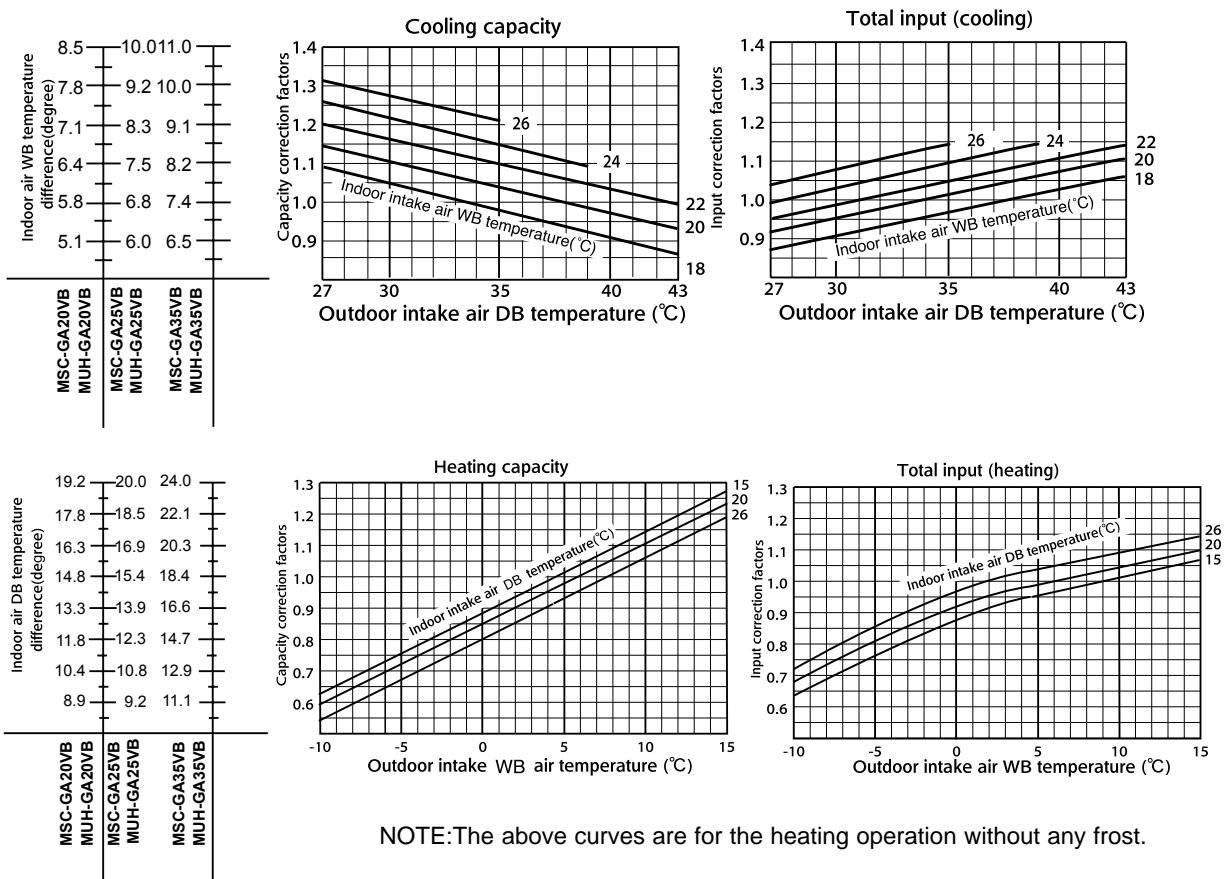 Cooling capacity
Total input (cooling)
Indoor air WB temperature
difference(degree)
8.5 10.0 11.0
7.8 9.2 10.0
7.1 8.3 9.1
6.4 7.5 8.2
5.8 6.8 7.4
5.1 6.0 6.5
MSC-GA20VB
MUH-GA20VB
MSC-GA25VB
MUH-GA25VB
MSC-GA35VB
MUH-GA35VB
Capacity correction factors
1.4
1.3
1.2
1.1
1.0
0.9
26
24
22
20
18
Indoor intake air WB temperature(℃)
27 30 35 40 43
Outdoor intake air DB temperature (℃)
Input correction factors
1.4
1.3
1.2
1.1
1.0
0.9
26
24
22
20
18
Indoor intake air WB temperature(℃)
27 30 35 40 43
Outdoor intake air DB temperature (℃)
Indoor air DB temperature
difference(degree)
19.2 20.0 24.0
17.8 18.5 22.1
16.3 16.9 20.3
14.8 15.4 18.4
13.3 13.9 16.6
11.8 12.3 14.7
10.4 10.8 12.9
8.9 9.2 11.1
MSC-GA20VB
MUH-GA20VB
MSC-GA25VB
MUH-GA25VB
MSC-GA35VB
MUH-GA35VB
Heating capacity
Capacity correction factors
1.3
1.2
1.1
1.0
0.9
0.8
0.7
0.6
15
20
26
Indoor intake air DB temperature(℃)
-10 -5 0 5 10 15
Outdoor intake WB air temperature (℃)
Total input (heating)
Input correction factors
1.3
1.2
1.1
1.0
0.9
0.8
0.7
0.6
26
20
15
Indoor intake air DB temperature(℃)
-10 -5 0 5 10 15
Outdoor intake air WB temperature (℃)
NOTE:The above curves are for the heating operation without any frost.